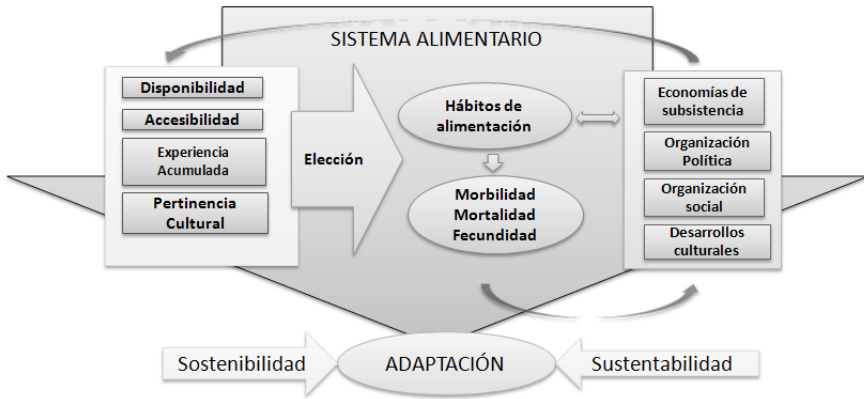 SISTEMA ALIMENTARIO
Disponibilidad
Accesibilidad
Experiencia
Acumulada
Pertinencia
Cultural
Elección
Hábitos de
alimentación
Morbilidad
Mortalidad
Fecundidad
Economías de
subsistencia
Organización
Política
Organización
social
Desarrollos
culturales
Sostenibilidad
ADAPTACIÓN
Sustentabilidad